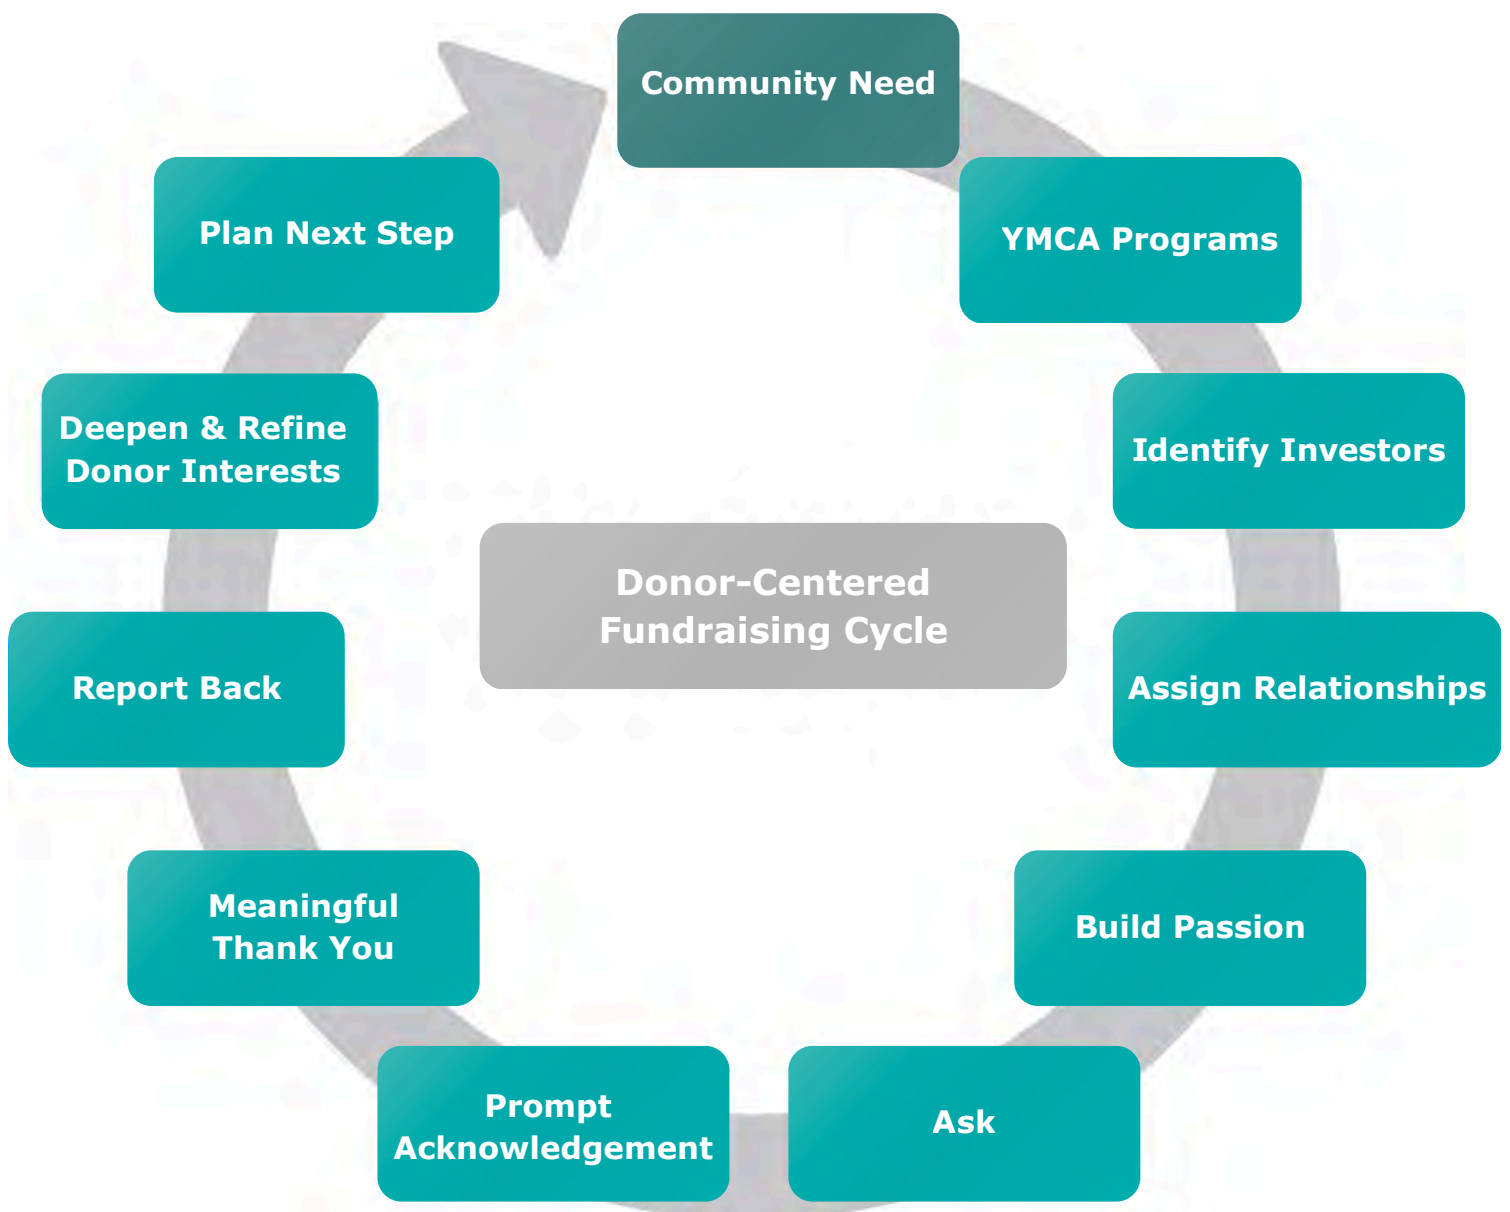 Community Need
YMCA Programs
Identify Investors
Assign Relationships
Build Passion
Ask
Prompt
Acknowledgement
Meaningful
Thank You
Report Back
Deepen & Refine
Donor Interests
Plan Next Step
Donor–Centered
Fundraising Cycle